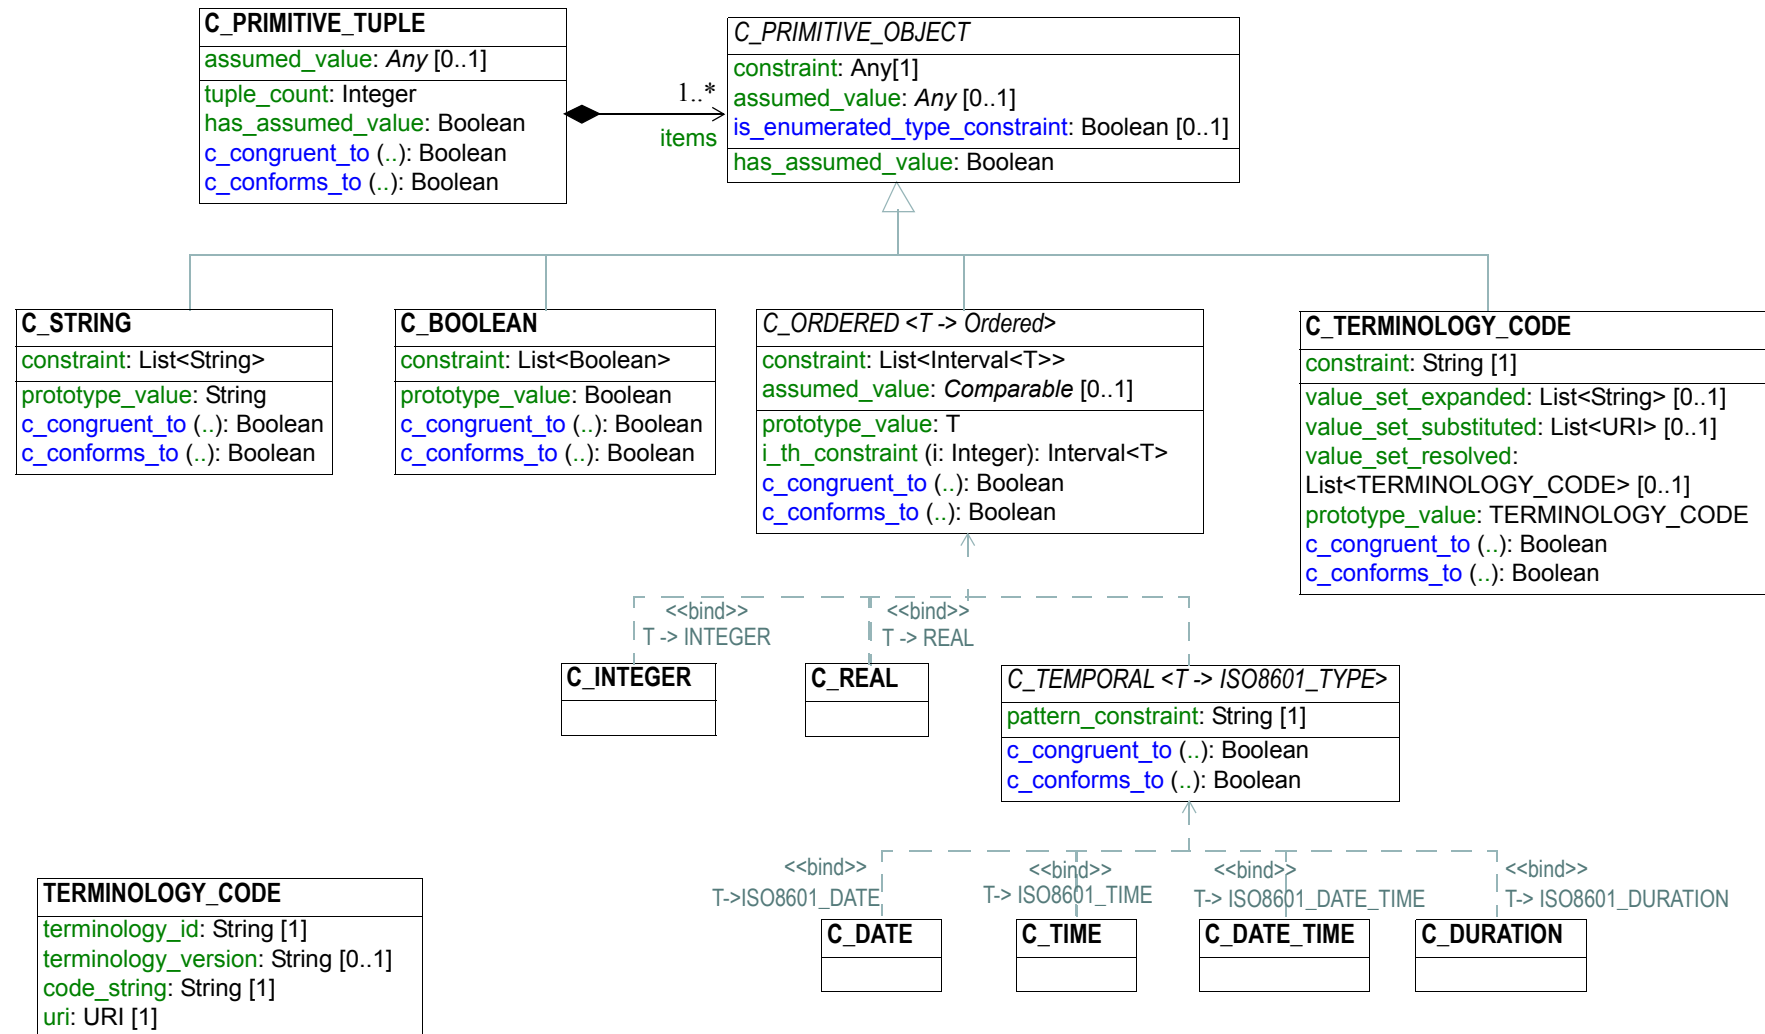 C_PRIMITIVE_TUPLE
assumed_value: Any [0..1]
tuple_count: Integer
has_assumed_value: Boolean
c_congruent_to (..): Boolean
c_conforms_to (..): Boolean
1..*
items
C_PRIMITIVE_OBJECT
constraint: Any[1]
assumed_value: Any [0..1]
is_enumerated_type_constraint: Boolean [0..1]
has_assumed_value: Boolean
C_STRING
constraint: List<String>
prototype_value: String
c_congruent_to (..): Boolean
c_conforms_to (..): Boolean
C_BOOLEAN
constraint: List<Boolean>
prototype_value: Boolean
c_congruent_to (..): Boolean
c_conforms_to (..): Boolean
C_ORDERED <T -> Ordered>
constraint: List<Interval<T>>
assumed_value: Comparable [0..1]
prototype_value: T
i_th_constraint (i: Integer): Interval<T>
c_congruent_to (..): Boolean
c_conforms_to (..): Boolean
C_TERMINOLOGY_CODE
constraint: String [1]
value_set_expanded: List<String> [0..1]
value_set_substituted: List<URI> [0..1]
value_set_resolved:
List<TERMINOLOGY_CODE> [0..1]
prototype_value: TERMINOLOGY_CODE
c_congruent_to (..): Boolean
c_conforms_to (..): Boolean
<<bind>>
T -> INTEGER
<<bind>>
T -> REAL
C_INTEGER
C_REAL
C_TEMPORAL <T -> ISO8601_TYPE>
pattern_constraint: String [1]
c_congruent_to (..): Boolean
c_conforms_to (..): Boolean
<<bind>>
T->ISO8601_DATE
<<bind>>
T-> ISO8601_TIME
<<bind>>
T-> ISO8601_DATE_TIME
<<bind>>
T-> ISO8601_DURATION
C_DATE
C_TIME
C_DATE_TIME
C_DURATION
TERMINOLOGY_CODE
terminology_id: String [1]
terminology_version: String [0..1]
code_string: String [1]
uri: URI [1]